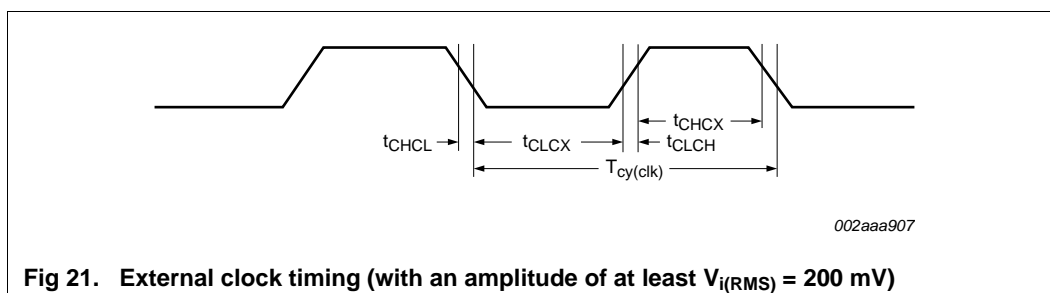 tCHCX
tCHCL tCLCX tCLCH
Tcy(clk)
002aaa907
Fig 21. External clock timing (with an amplitude of at least Vi(RMS) = 200 mV)